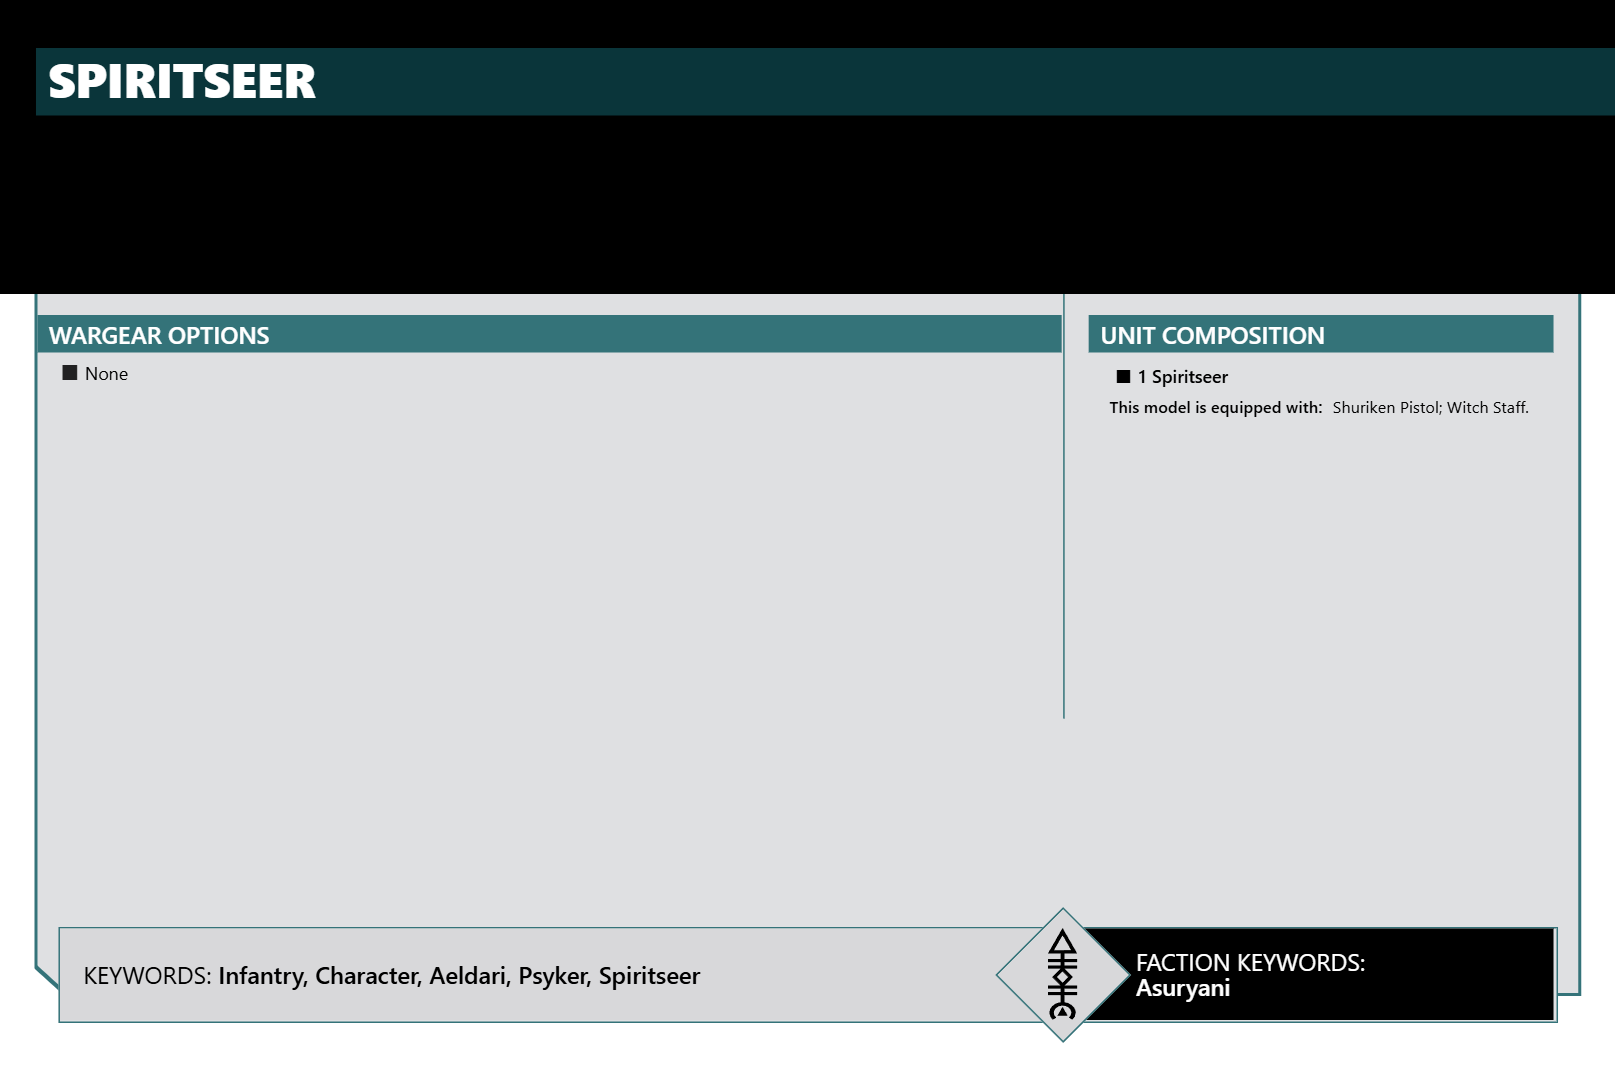 SPIRITSEER
WARGEAR OPTIONS
■ None
UNIT COMPOSITION
■ 1 Spiritseer
This model is equipped with: Shuriken Pistol; Witch Staff.
KEYWORDS: Infantry, Character, Aeldari, Psyker, Spiritseer
FACTION KEYWORDS:
Asuryani